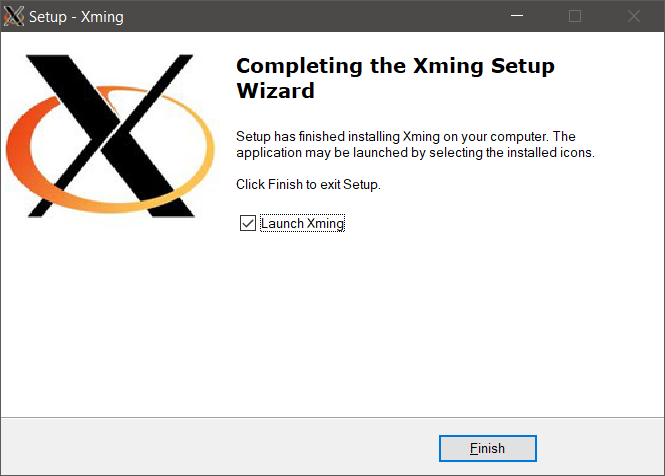 Setup - Xming
Completing the Xming Setup
Wizard
Setup has finished installing Xming on your computer. The
application may be launched by selecting the installed icons.
Click Finish to exit Setup.
Launch Xming
Finish